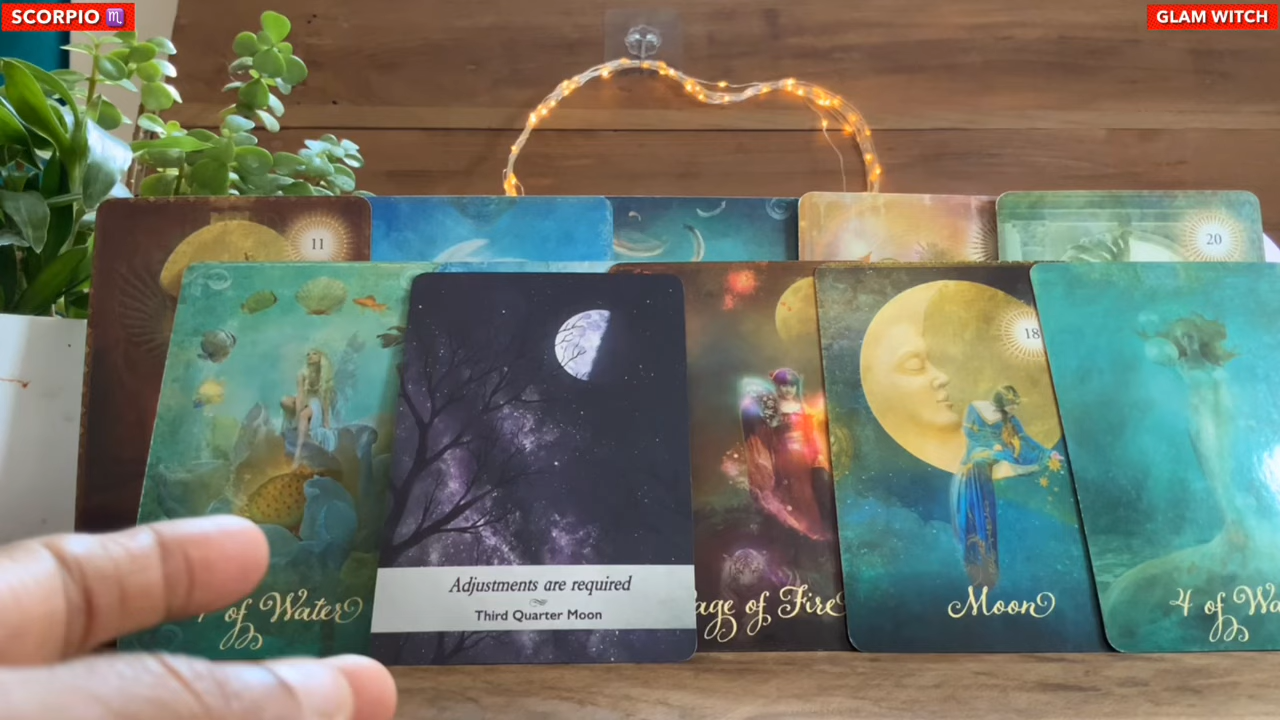 SCORPIO ♏
GLAM WITCH
11
20
18
of Water
Adjustments are required
Third Quarter Moon
age of Fire
Moon
4 of Wa